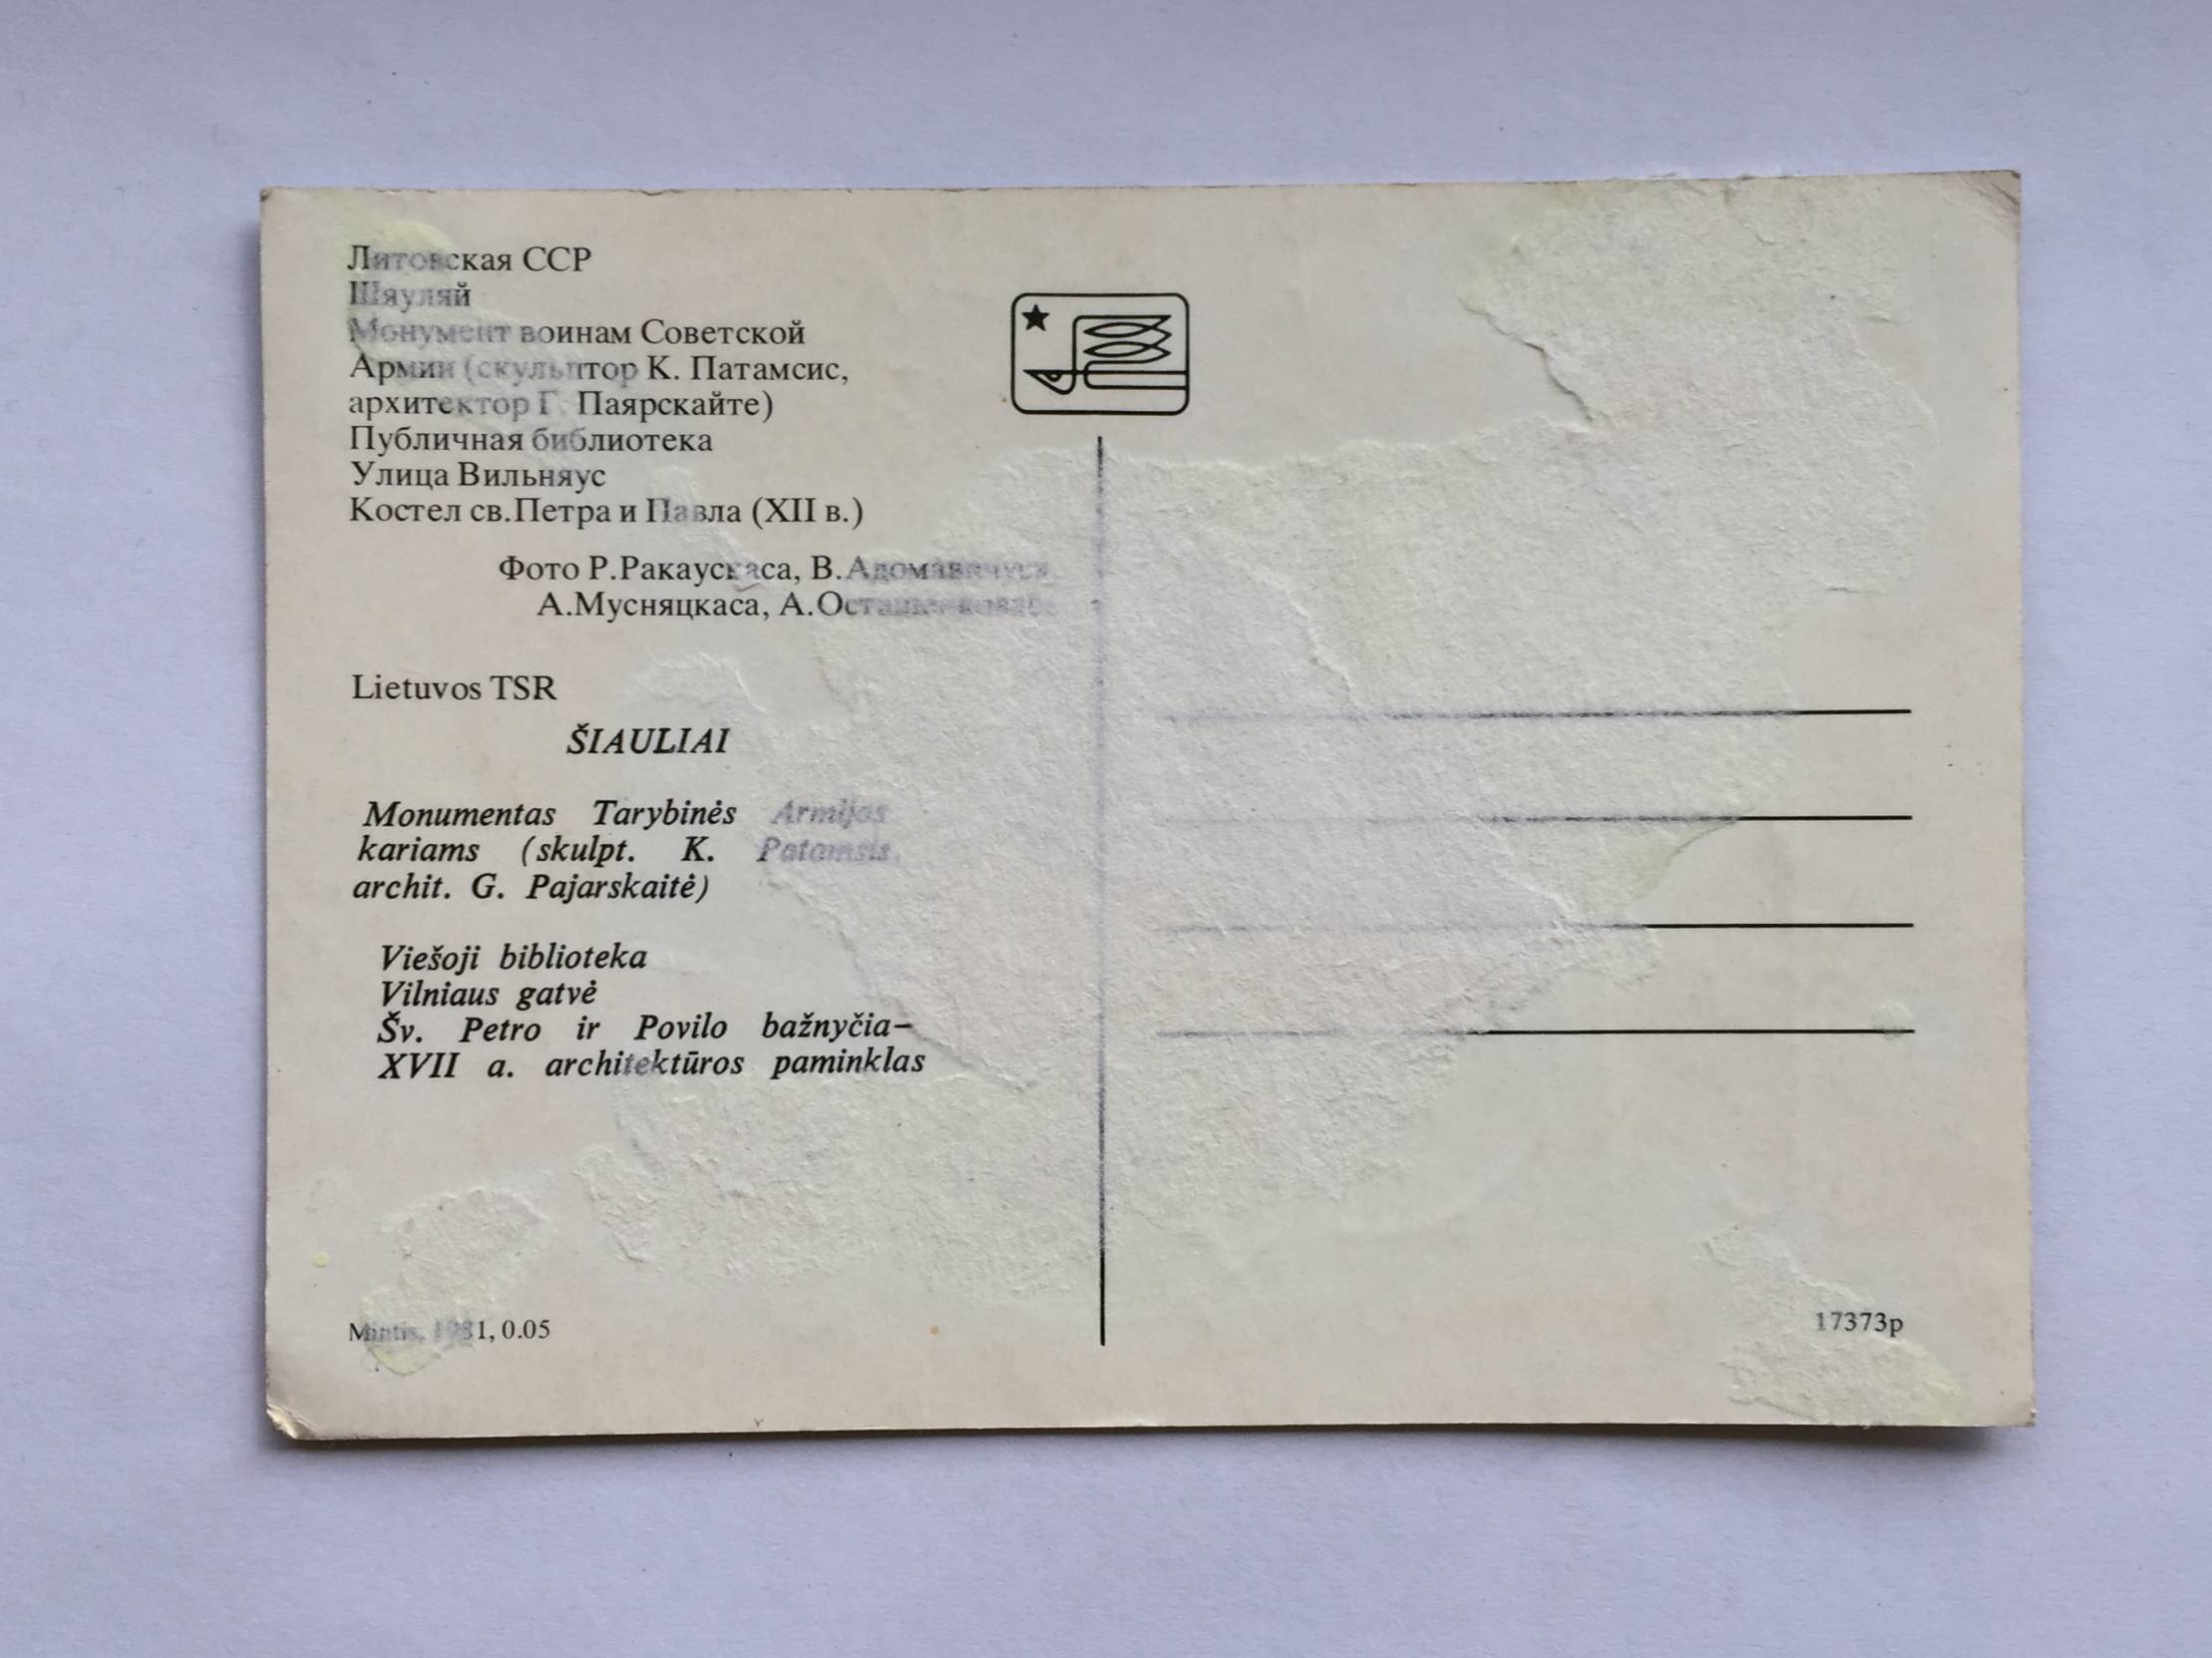 Литовская ССР
Шяуляй
Монумент воинам Советской
Армии (скульптор К. Патамсис,
архитектор Г. Паярскайте)
Публичная библиотека
Улица Вильняус
Костел св.Петра и Павла (XII в.)
Фото Р.Ракаускаса, В.
А.Мусняцкаса, А.
Lietuvos TSR
ŠIAULIAI
Monumentas Tarybinės Armijos
kariams (skulpt. K. Patamsis,
archit. G. Pajarskaitė)
Viešoji biblioteka
Vilniaus gatvė
Šv. Petro ir Povilo bažnyčia–
XVII a. architektūros paminklas
Mintis, 1981, 0.05
17373р